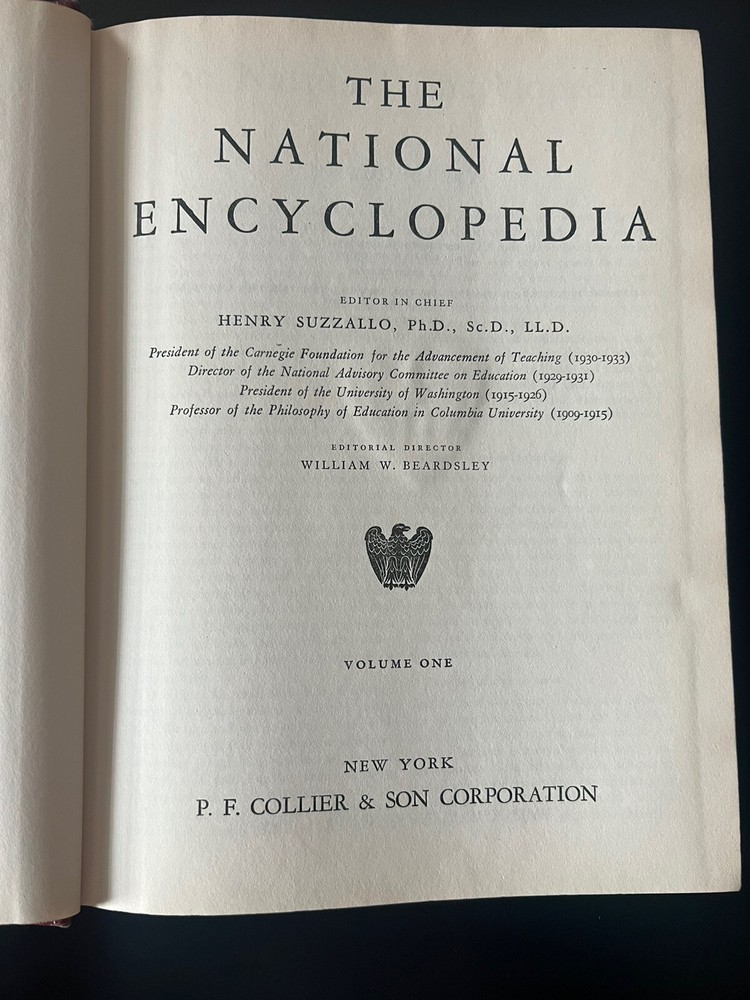 THE
NATIONAL
ENCYCLOPEDIA
EDITOR IN CHIEF
HENRY SUZZALLO, Ph.D., Sc.D., LL.D.
President of the Carnegie Foundation for the Advancement of Teaching (1930-1933)
Director of the National Advisory Committee on Education (1929-1931)
President of the University of Washington (1915-1926)
Professor of the Philosophy of Education in Columbia University (1909-1915)
EDITORIAL DIRECTOR
WILLIAM W. BEARDSLEY
VOLUME ONE
NEW YORK
P. F. COLLIER & SON CORPORATION